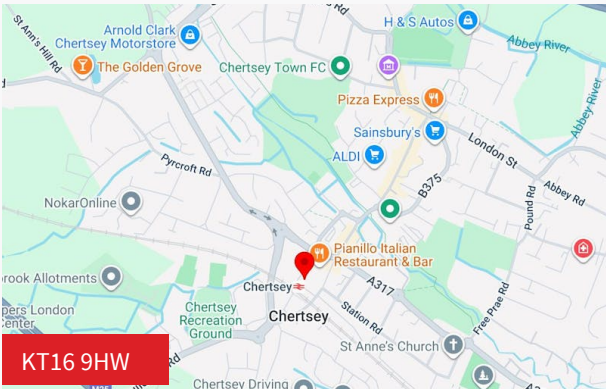 St Ann's Hill Rd
Arnold Clark
Chertsey Motorstore
H & S Autos
Abbey River
The Golden Grove
Chertsey Town FC
Pizza Express
Abbey River
Sainsbury's
ALDI
London St
Pyrcroft Rd
B375
Abbey Rd
Pound Rd
NokarOnline
Pianillo Italian
Restaurant & Bar
A317
rook Allotments
Chertsey
Station Rd
Free Prae Rd
pers London
Center
Chertsey
Recreation
Ground
Chertsey
St Anne's Church
KT16 9HW
Rd
Chertsey Driving